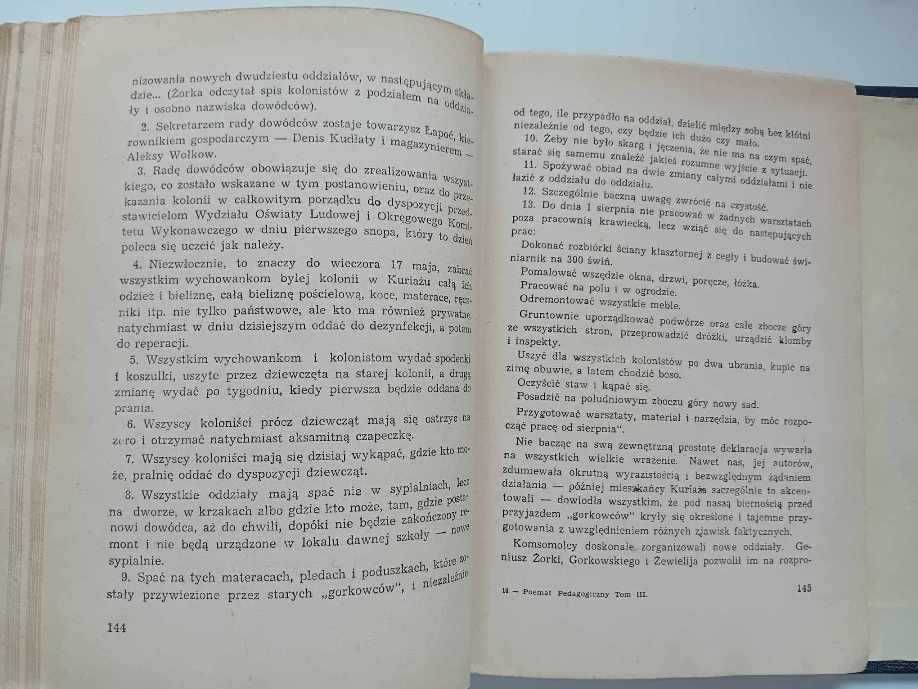 nizowania nowych dwudziestu oddziałów, w następującym skła-
dzie... (Żorka odczytał spis kolonistów z podziałem na oddzia-
ły i osobno nazwiska dowódców).
2. Sekretarzem rady dowódców zostaje towarzysz Łapoć, kie-
rownikiem gospodarczym — Denis Kudłaty i magazynierem —
Aleksy Wołkow.
3. Radę dowódców obowiązuje się do zrealizowania wszyst-
kiego, co zostało wskazane w tym postanowieniu, oraz do prze-
kazania kolonii w całkowitym porządku do dyspozycji przed-
stawicielom Wydziału Oświaty Ludowej i Okręgowego Komi-
tetu Wykonawczego w dniu pierwszego snopa, który to dzień
poleca się uczcić jak należy.
4. Niezwłocznie, to znaczy do wieczora 17 maja, zabrać
wszystkim wychowankom byłej kolonii w Kuriażu całą ich
odzież i bieliznę, całą bieliznę pościelową, koce, materace, ręcz-
niki itp. nie tylko państwowe, ale kto ma również prywatne,
natychmiast w dniu dzisiejszym oddać do dezynfekcji, a potem
do reperacji.
5. Wszystkim wychowankom i kolonistom wydać spodenki
i koszulki, uszyte przez dziewczęta na starej kolonii, a drugą
zmianę wydać po tygodniu, kiedy pierwsza będzie oddana do
prania.
6. Wszyscy koloniści prócz dziewcząt mają się ostrzyc na
zero i otrzymać natychmiast aksamitną czapeczkę.
7. Wszyscy koloniści mają się dzisiaj wykąpać, gdzie kto mo-
że, pralnię oddać do dyspozycji dziewcząt.
8. Wszystkie oddziały mają spać nie w sypialniach, lecz
na dworze, w krzakach albo gdzie kto może, tam, gdzie posta-
nowi dowódca, aż do chwili, dopóki nie będzie zakończony re-
mont i nie będą urządzone w lokalu dawnej szkoły — nowe
sypialnie.
9. Spać na tych materacach, pledach i poduszkach, które zo-
stały przywiezione przez starych „gorkowców", i niezależnie
144
od tego, ile przypadło na oddział, dzielić między sobą bez kłótni
niezależnie od tego, czy będzie ich dużo czy mało.
10. Żeby nie było skarg i jęczenia, że nie ma na czym spać,
starać się samemu znaleźć jakieś rozumne wyjście z sytuacji.
11. Spożywać obiad na dwie zmiany całymi oddziałami i nie
łazić z oddziału do oddziału.
12. Szczególnie baczną uwagę zwrócić na czystość.
13. Do dnia 1 sierpnia nie pracować w żadnych warsztatach
poza pracownią krawiecką, lecz wziąć się do następujących
prac:
Dokonać rozbiórki ściany klasztornej z cegły i budować świ-
niarnik na 300 świń.
Pomalować wszędzie okna, drzwi, poręcze, łóżka.
Pracować na polu i w ogrodzie.
Odremontować wszystkie meble.
Gruntownie uporządkować podwórze oraz całe zbocze góry
ze wszystkich stron, przeprowadzić dróżki, urządzić klomby
i inspekty.
Uszyć dla wszystkich kolonistów po dwa ubrania, kupić na
zimę obuwie, a latem chodzić boso.
Oczyścić staw i kąpać się.
Posadzić na południowym zboczu góry nowy sad.
Przygotować warsztaty, materiał i narzędzia, by móc rozpo-
cząć pracę od sierpnia".
Nie bacząc na swą zewnętrzną prostotę deklaracja wywarła
na wszystkich wielkie wrażenie. Nawet nas, jej autorów,
zdumiewała okrutną wyrazistością i bezwzględnym żądaniem
działania — później mieszkańcy Kuriaża szczególnie to akcen-
towali — dowiodła wszystkim, że pod naszą biernością przed
przyjazdem „gorkowców" kryły się określone i tajemne przy-
gotowania z uwzględnieniem różnych zjawisk faktycznych.
Komsomolcy doskonale zorganizowali nowe oddziały. Ge-
niusz Żorki, Gorkowskiego i Żewielija pozwolił im na rozpro-
10 — Poemat Pedagogiczny Tom III.
145